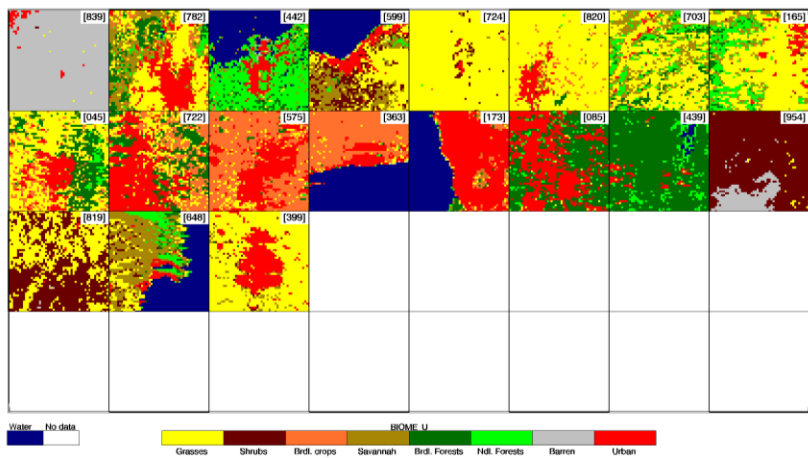 [839] [782] [442] [599] [724] [820] [703] [165]
[045] [722] [575] [363] [173] [085] [439] [954]
[819] [648] [399]
Water No data BIOME_U
Grasses Shrubs Brdl. crops Savannah Brdl. Forests Ndl. Forests Barren Urban